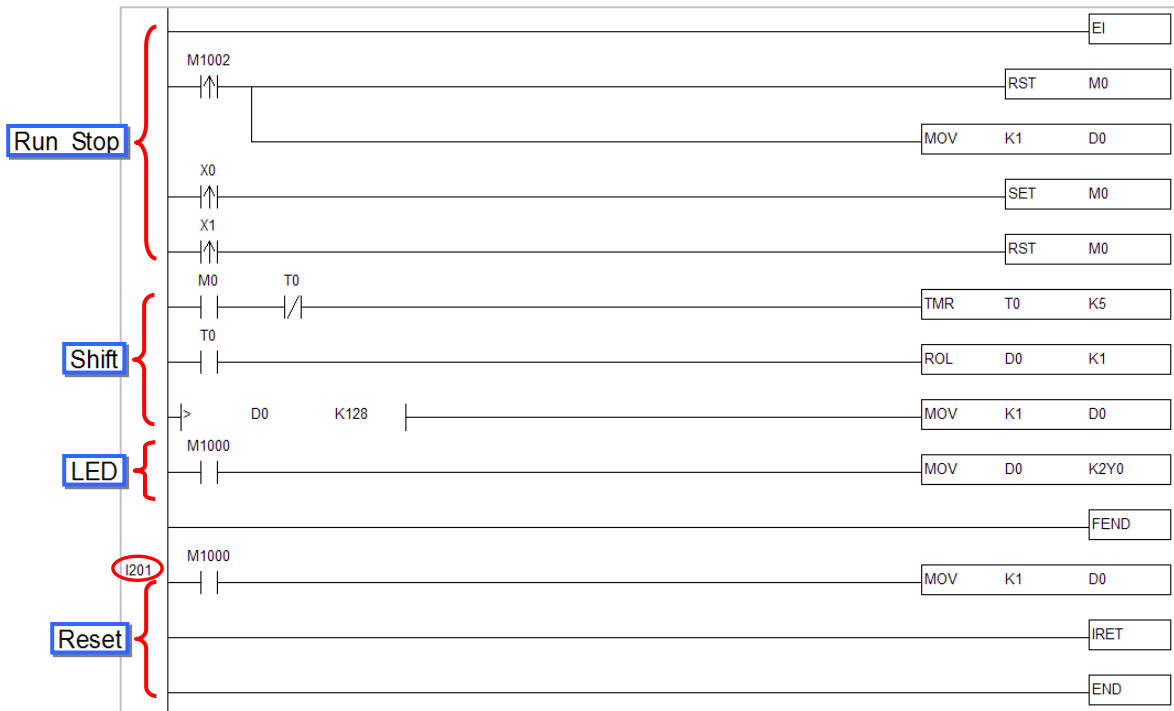 EI
M1002
RST M0
Run Stop
MOV K1 D0
X0
SET M0
X1
RST M0
M0 T0
TMR T0 K5
T0
Shift
ROL D0 K1
> D0 K128
MOV K1 D0
M1000
LED
MOV D0 K2Y0
FEND
M1000
I201
MOV K1 D0
Reset
IRET
END